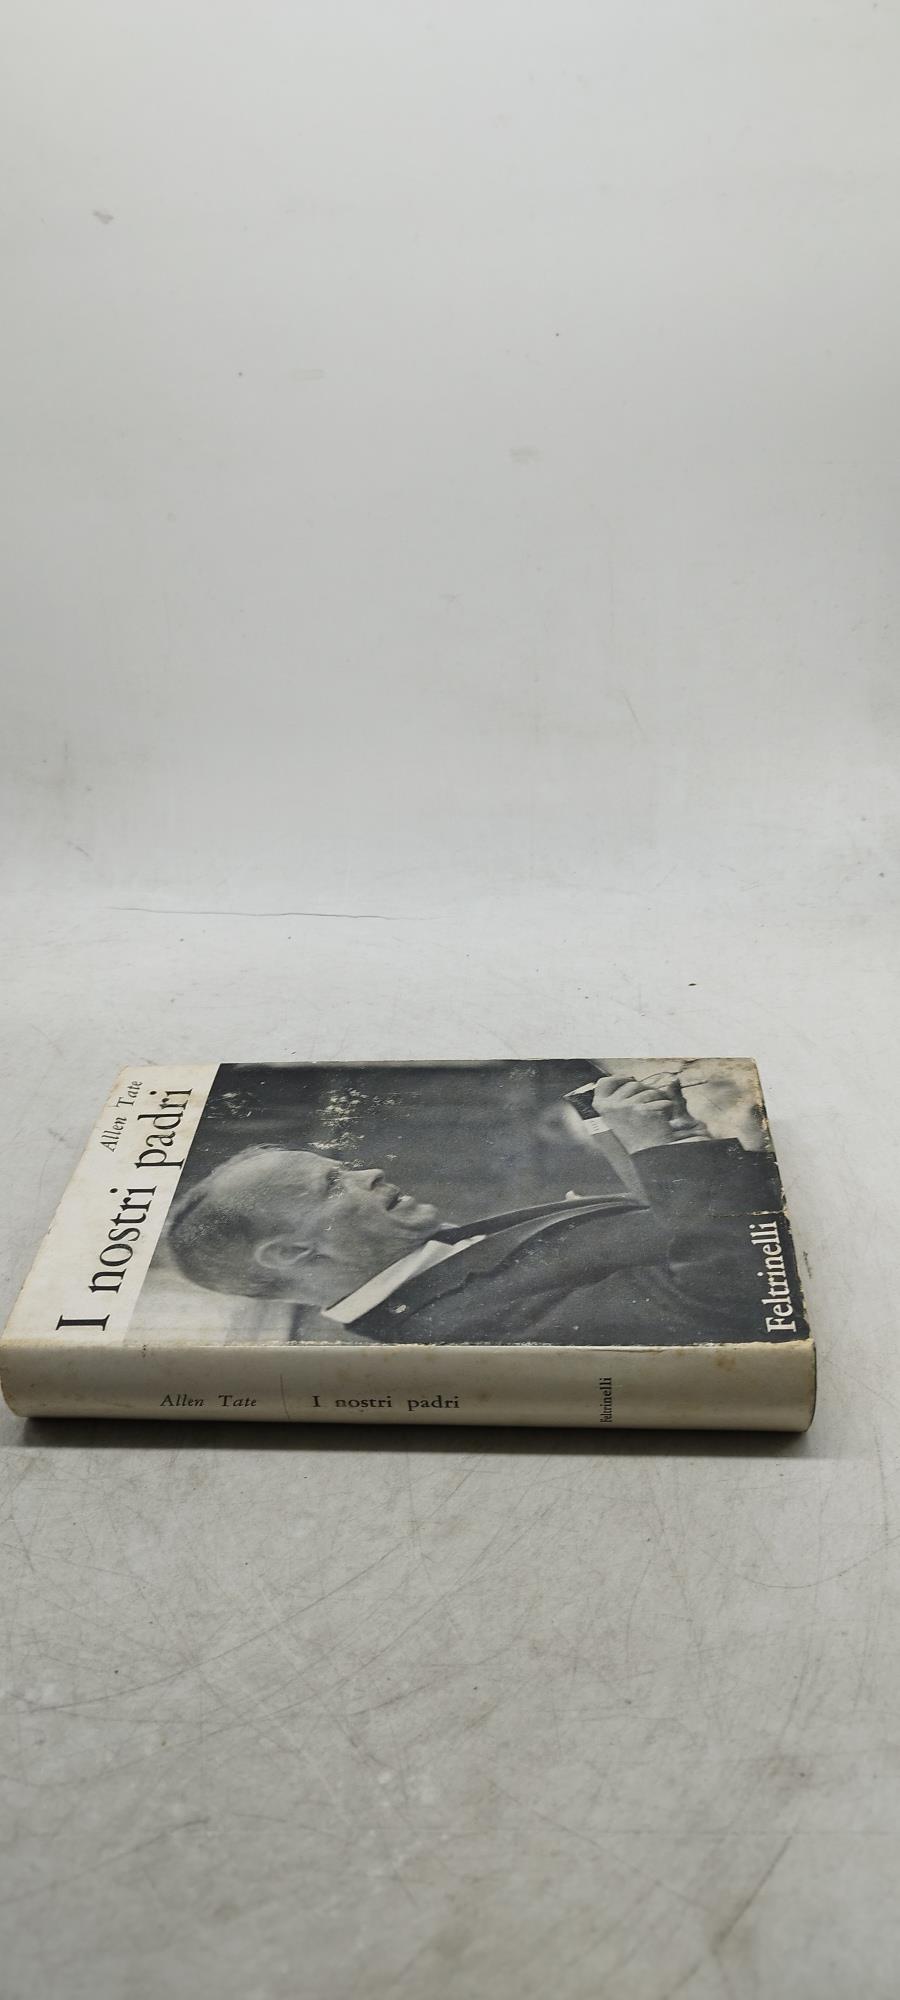 Allen Tate
I nostri padri
Feltrinelli
Allen Tate I nostri padri Feltrinelli